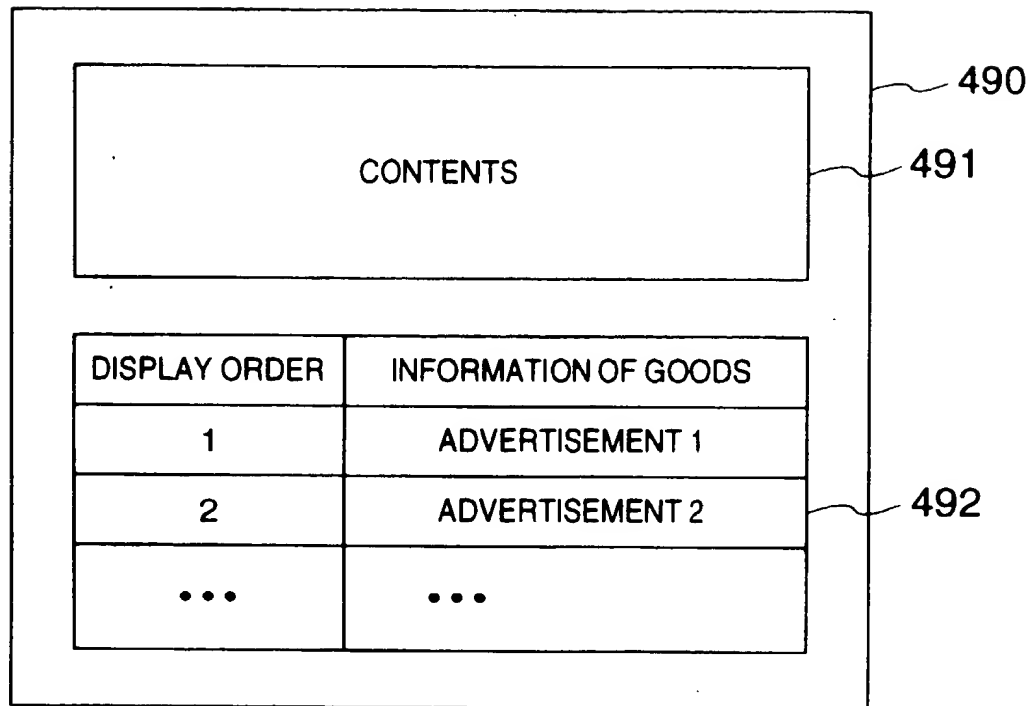 490
CONTENTS 491
DISPLAY ORDER INFORMATION OF GOODS
1 ADVERTISEMENT 1
2 ADVERTISEMENT 2 492
••• •••